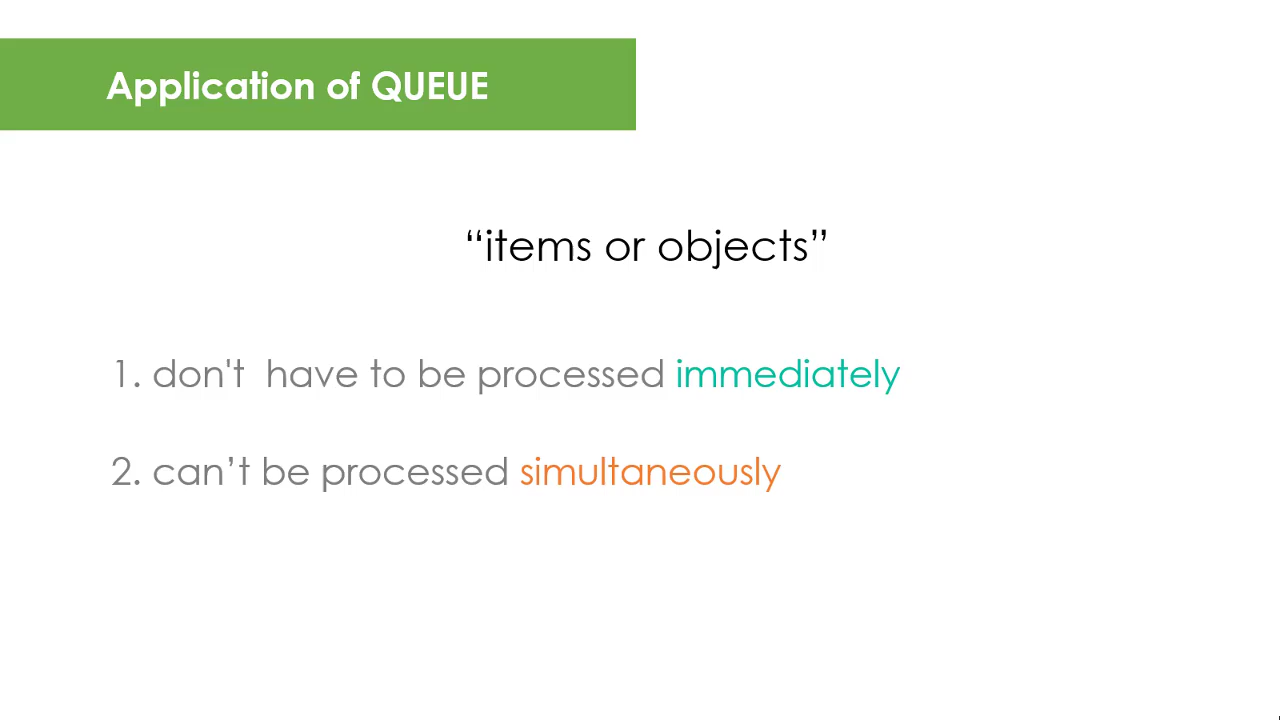 Application of QUEUE
“items or objects”
1. don't  have to be processed immediately
2. can’t be processed simultaneously